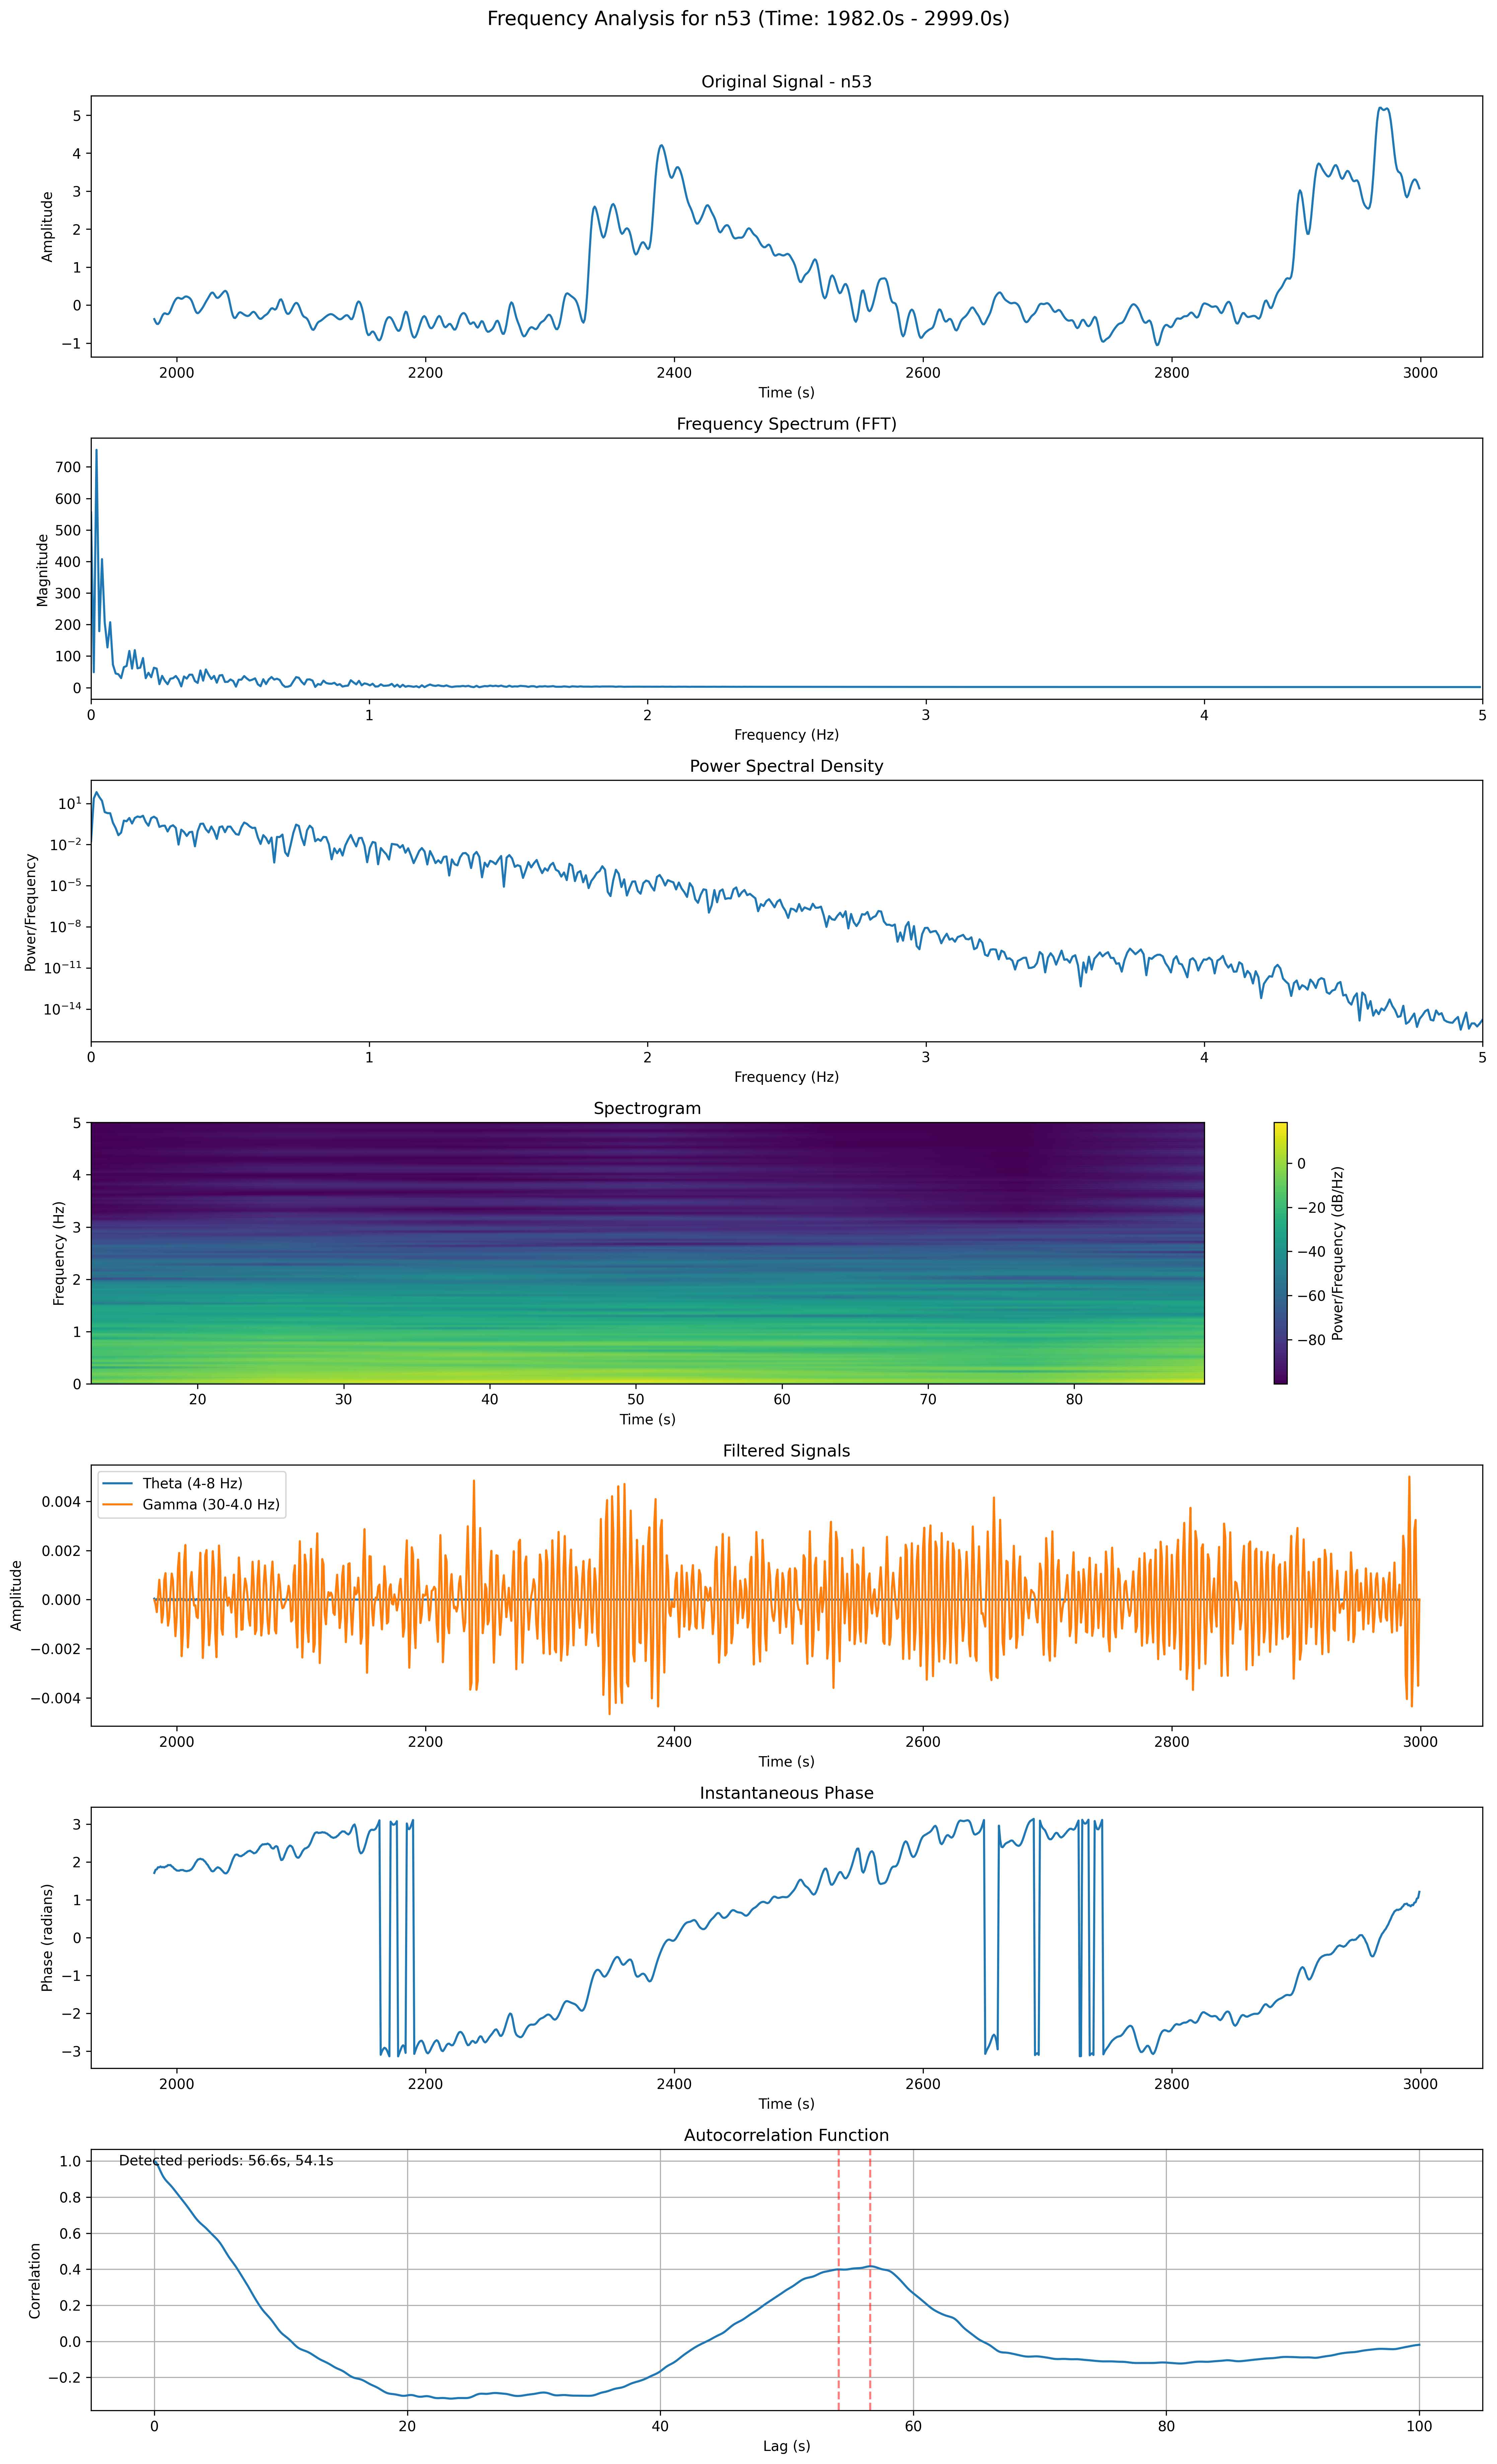 Frequency Analysis for n53 (Time: 1982.0s - 2999.0s)
Original Signal - n53
Amplitude
5
4
3
2
1
0
−1
2000 2200 2400 2600 2800 3000
Time (s)
Frequency Spectrum (FFT)
Magnitude
700
600
500
400
300
200
100
0
0 1 2 3 4 5
Frequency (Hz)
Power Spectral Density
Power/Frequency
10¹
10⁻²
10⁻⁵
10⁻⁸
10⁻¹¹
10⁻¹⁴
0 1 2 3 4 5
Frequency (Hz)
Spectrogram
Frequency (Hz)
5
4
3
2
1
0
20 30 40 50 60 70 80
Time (s)
0
−20
−40
−60
−80
Power/Frequency (dB/Hz)
Filtered Signals
Theta (4-8 Hz)
Gamma (30-4.0 Hz)
Amplitude
0.004
0.002
0.000
−0.002
−0.004
2000 2200 2400 2600 2800 3000
Time (s)
Instantaneous Phase
Phase (radians)
3
2
1
0
−1
−2
−3
2000 2200 2400 2600 2800 3000
Time (s)
Autocorrelation Function
Detected periods: 56.6s, 54.1s
Correlation
1.0
0.8
0.6
0.4
0.2
0.0
−0.2
0 20 40 60 80 100
Lag (s)